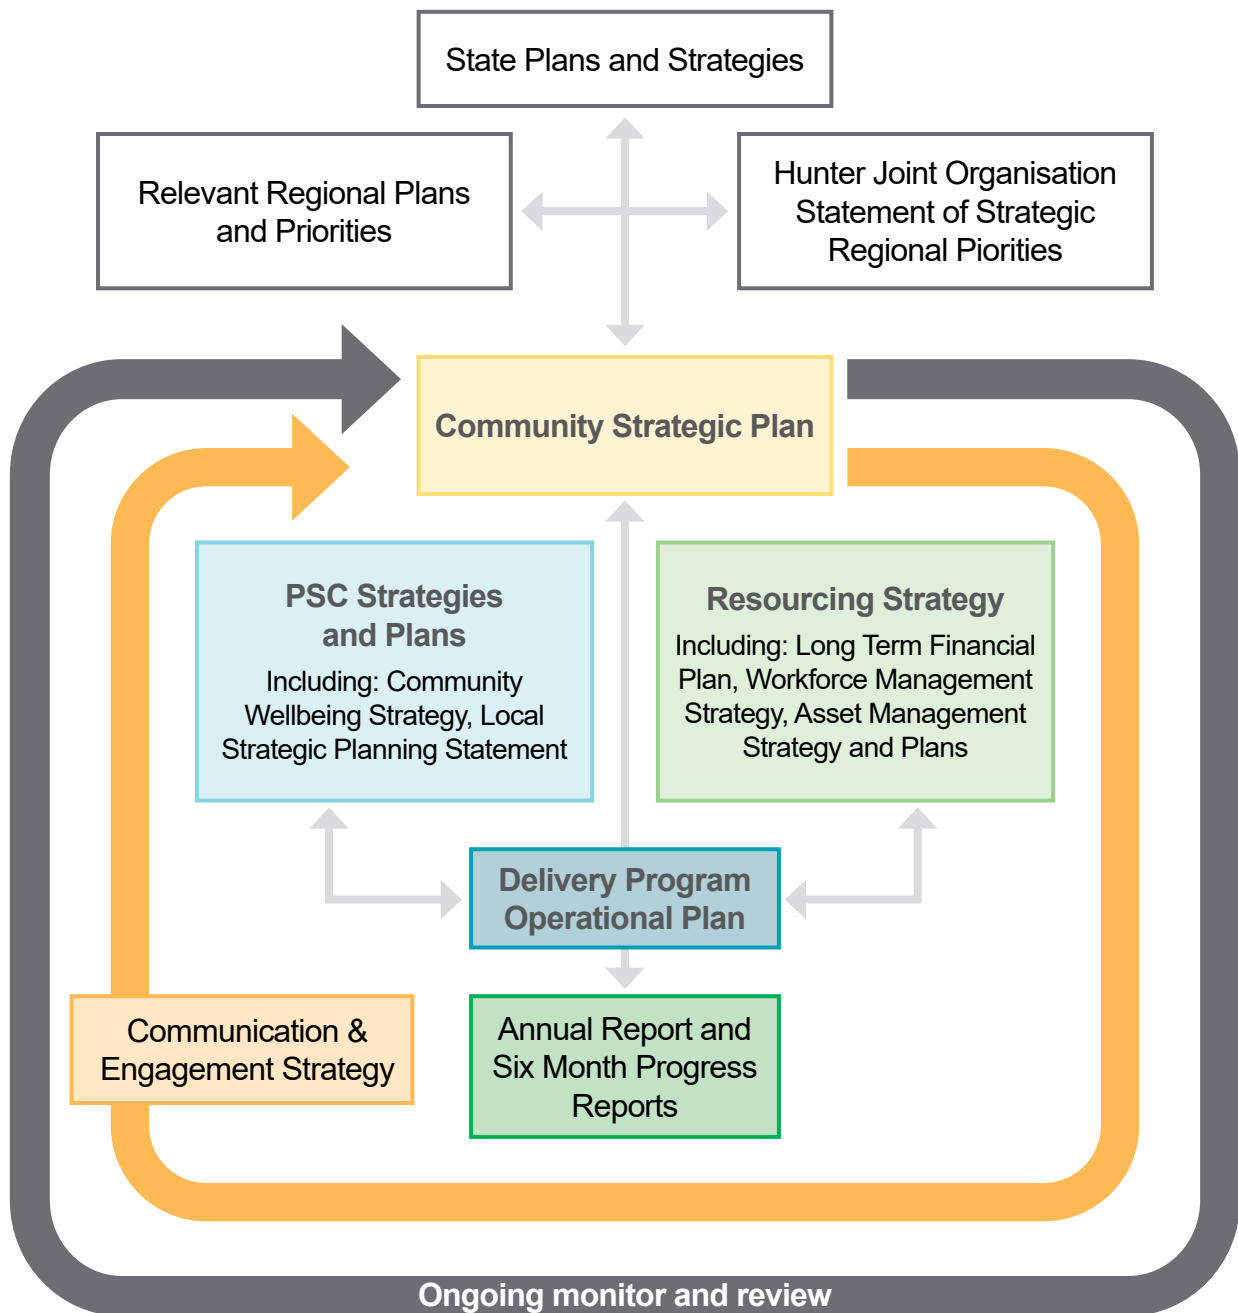 State Plans and Strategies
Relevant Regional Plans
and Priorities
Hunter Joint Organisation
Statement of Strategic
Regional Piorities
Community Strategic Plan
PSC Strategies
and Plans
Including: Community
Wellbeing Strategy, Local
Strategic Planning Statement
Resourcing Strategy
Including: Long Term Financial
Plan, Workforce Management
Strategy, Asset Management
Strategy and Plans
Delivery Program
Operational Plan
Communication &
Engagement Strategy
Annual Report and
Six Month Progress
Reports
Ongoing monitor and review